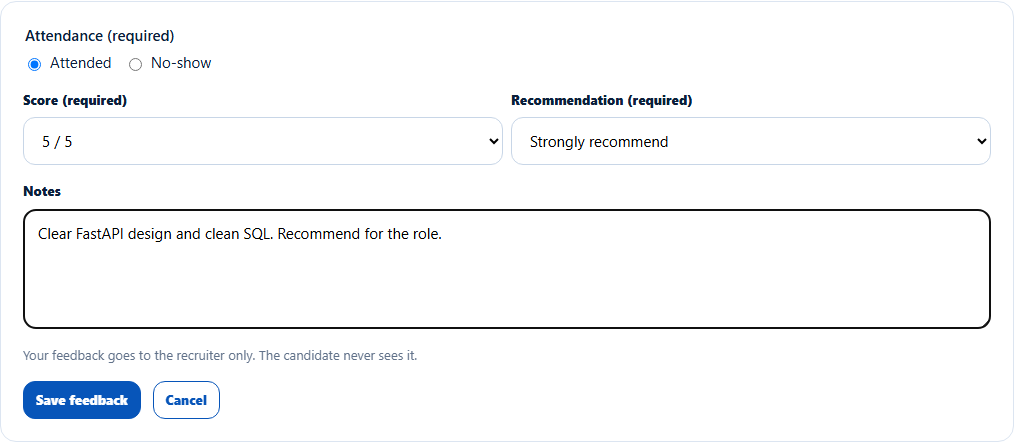 Attendance (required)
Attended No-show
Score (required) Recommendation (required)
5 / 5 Strongly recommend
Notes
Clear FastAPI design and clean SQL. Recommend for the role.
Your feedback goes to the recruiter only. The candidate never sees it.
Save feedback Cancel